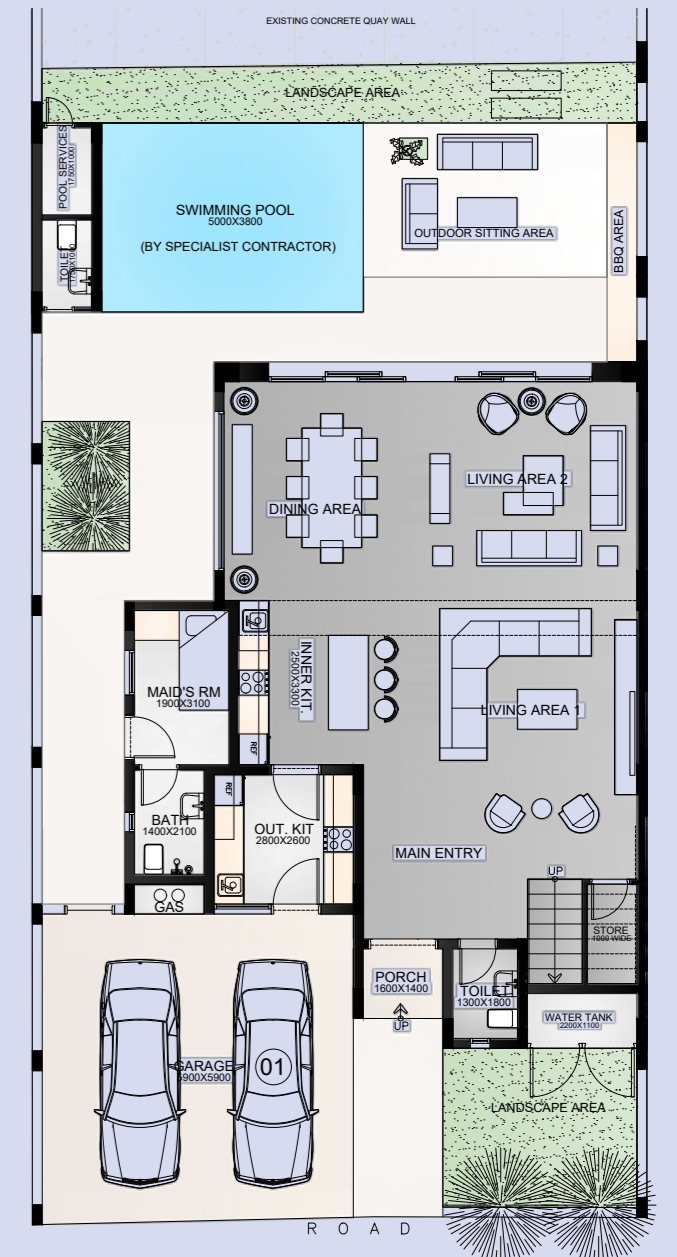 EXISTING CONCRETE QUAY WALL
LANDSCAPE AREA
POOL SERVICES
1750X1000
SWIMMING POOL
5000X3800
(BY SPECIALIST CONTRACTOR)
OUTDOOR SITTING AREA
BBQ AREA
TOILET
DINING AREA
LIVING AREA 2
INNER KIT.
2500X3300
MAID'S RM
1900X3100
LIVING AREA 1
REF
REF
BATH
1400X2100
OUT. KIT
2800X2600
MAIN ENTRY
UP
GAS
STORE
1000 WIDE
PORCH
1600X1400
UP
TOILET
1300X1800
WATER TANK
2200X1100
GARAGE
5900X5900
01
LANDSCAPE AREA
R O A D